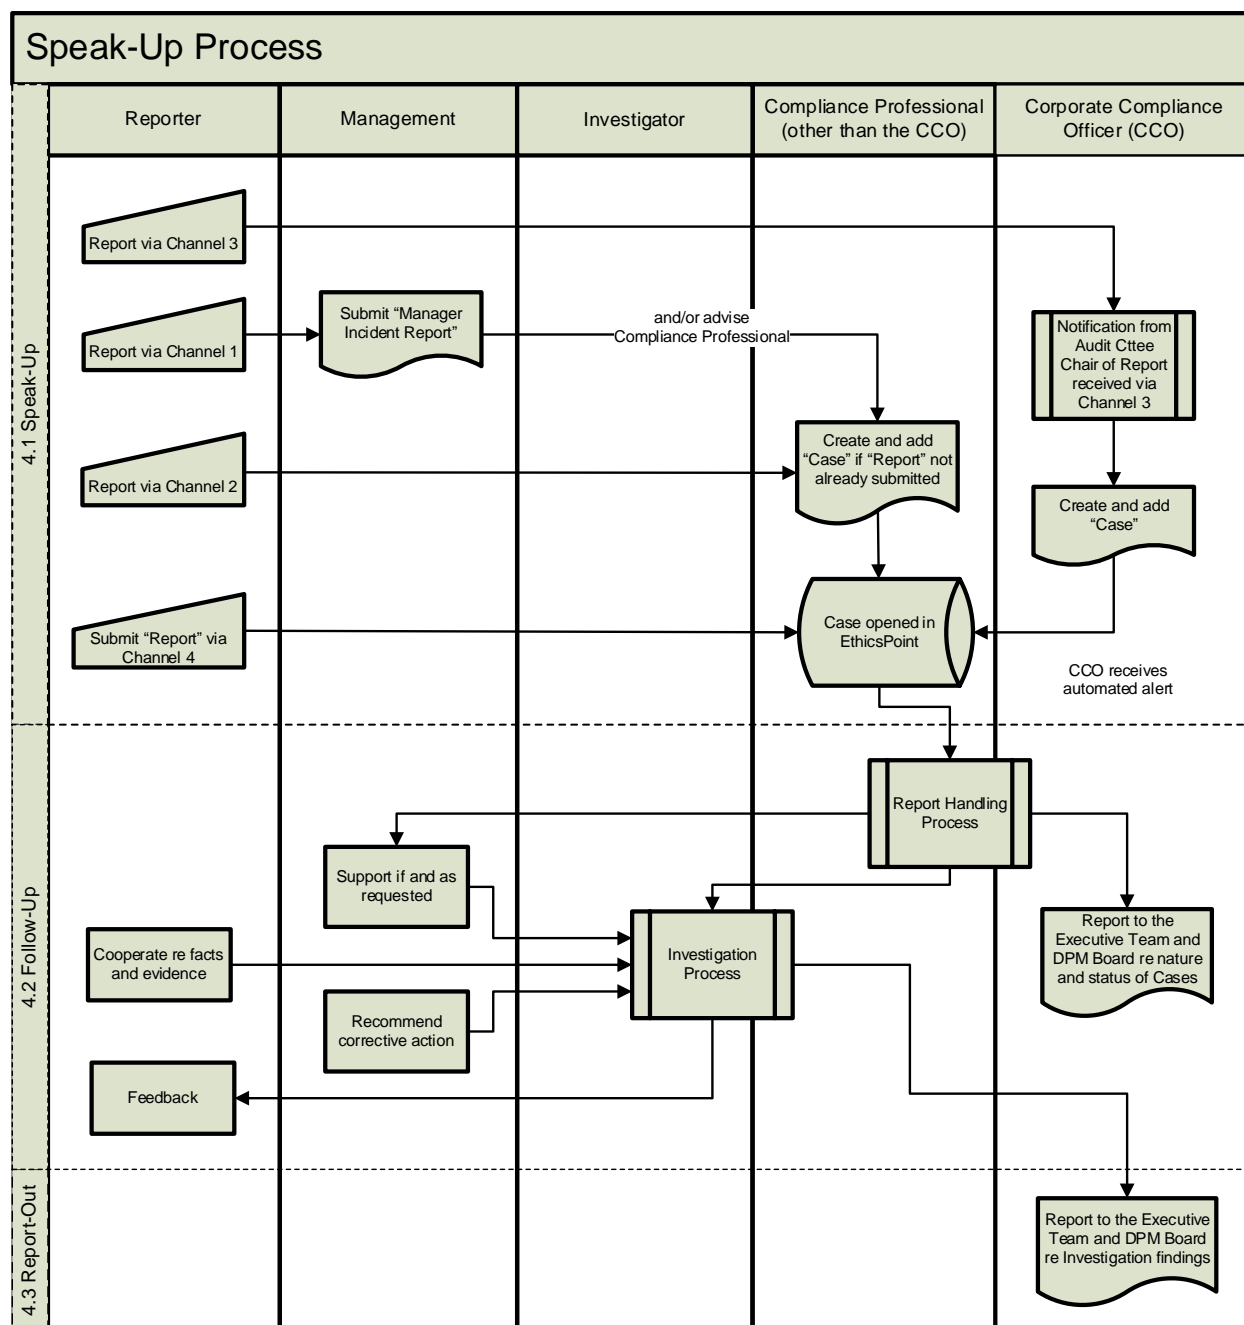 Speak-Up Process
Reporter
Management
Investigator
Compliance Professional
(other than the CCO)
Corporate Compliance
Officer (CCO)
4.1 Speak-Up
Report via Channel 3
Report via Channel 1
Submit “Manager
Incident Report”
and/or advise
Compliance Professional
Notification from
Audit Cttee
Chair of Report
received via
Channel 3
Report via Channel 2
Create and add
“Case” if “Report” not
already submitted
Create and add
“Case”
Submit “Report” via
Channel 4
Case opened in
EthicsPoint
CCO receives
automated alert
4.2 Follow-Up
Report Handling
Process
Support if and as
requested
Cooperate re facts
and evidence
Investigation
Process
Report to the
Executive Team and
DPM Board re nature
and status of Cases
Recommend
corrective action
Feedback
4.3 Report-Out
Report to the Executive
Team and DPM Board
re Investigation findings